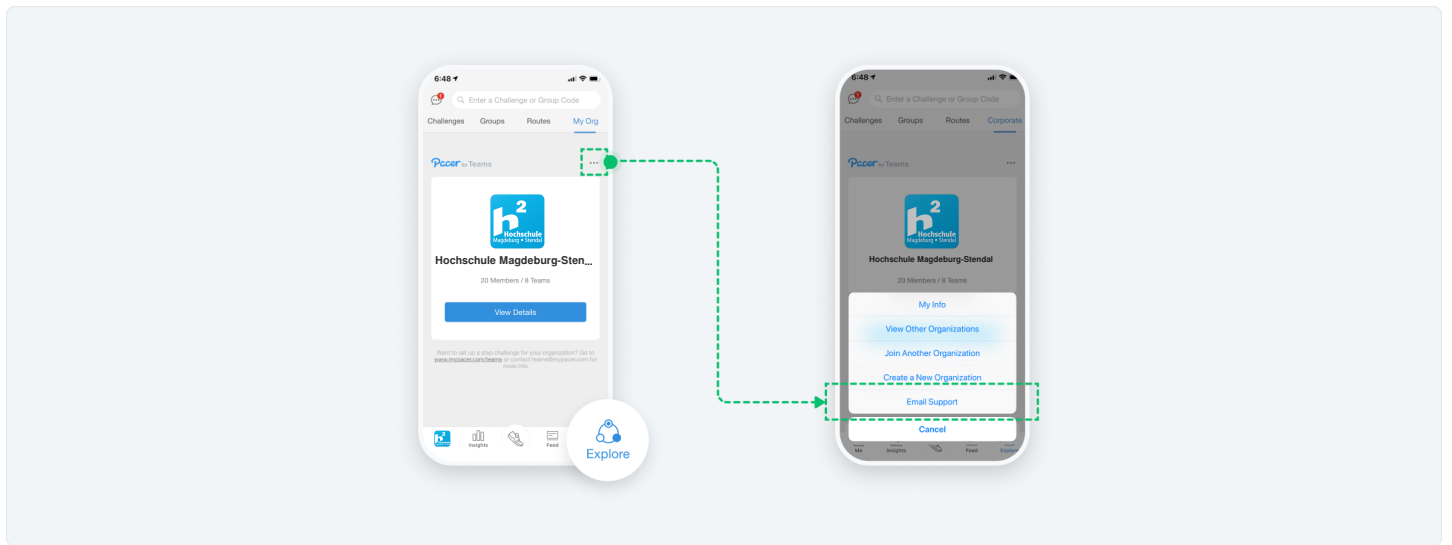 6:48
1
Enter a Challenge or Group Code
Challenges Groups Routes My Org
Pacer for Teams
h2
Hochschule
Magdeburg • Stendal
Hochschule Magdeburg-Sten...
20 Members / 8 Teams
View Details
Want to set up a step challenge for your organization? Go to
www.mypacer.com/teams or contact teams@mypacer.com for
more info
h2
Insights
Feed
Explore
6:48
1
Enter a Challenge or Group Code
Challenges Groups Routes Corporate
Pacer for Teams
h2
Hochschule
Magdeburg • Stendal
Hochschule Magdeburg-Stendal
20 Members / 8 Teams
My Info
View Other Organizations
Join Another Organization
Create a New Organization
Email Support
Cancel
Me Insights Feed Explore